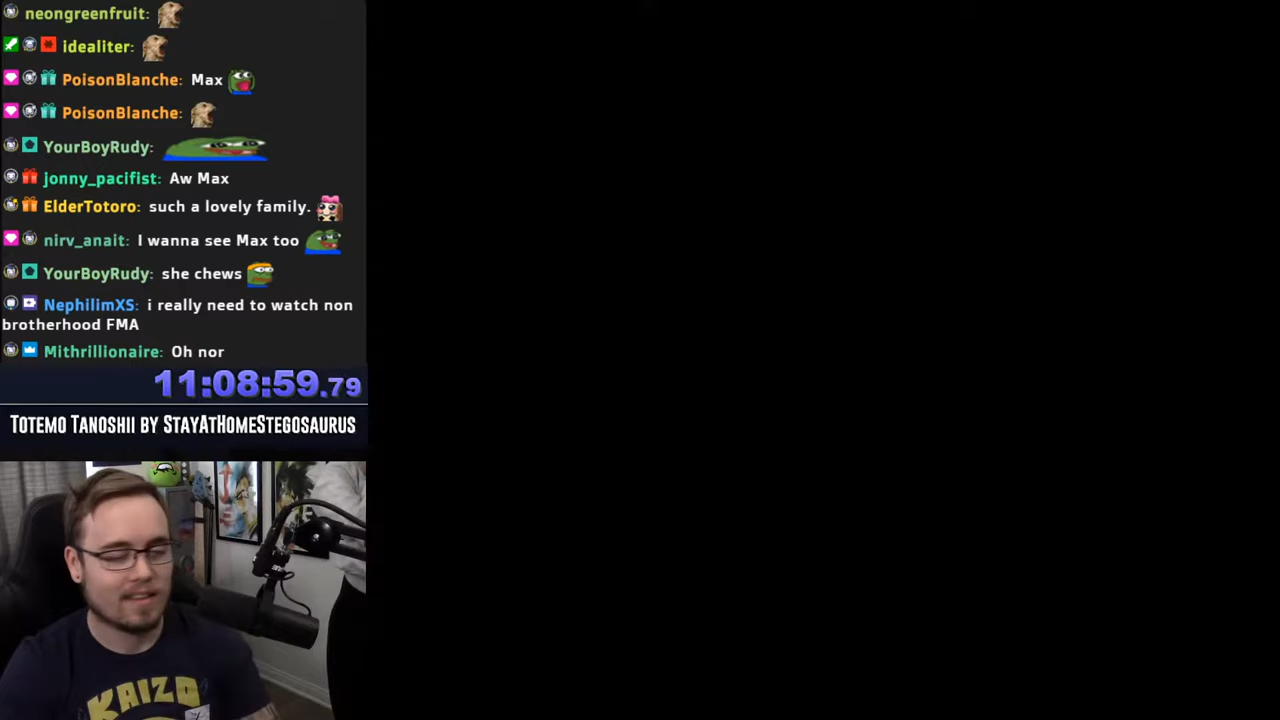 neongreenfruit:
idealiter:
PoisonBlanche: Max
PoisonBlanche:
YourBoyRudy:
jonny_pacifist: Aw Max
ElderTotoro: such a lovely family.
nirv_anait: I wanna see Max too
YourBoyRudy: she chews
NephilimXS: i really need to watch non
brotherhood FMA
Mithrillionaire: Oh nor
11:08:59.79
TOTEMO TANOSHII BY STAYATHOMESTEGOSAURUS
KAIZO